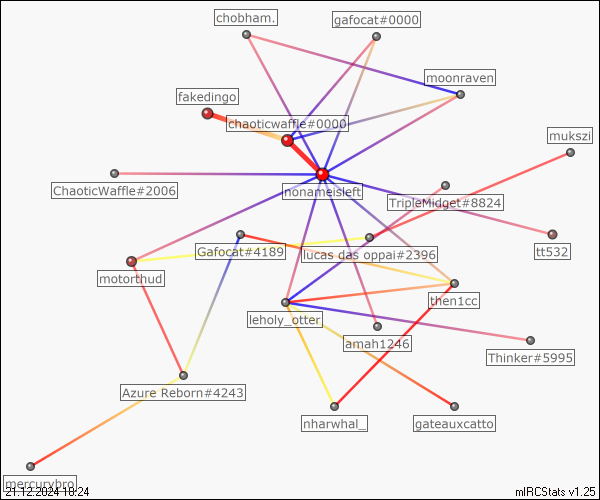 chobham.
gafocat#0000
moonraven
fakedingo
chaoticwaffle#0000
mukszi
ChaoticWaffle#2006
nonameisleft
TripleMidget#8824
Gafocat#4189
lucas das oppai#2396
tt532
motorthud
then1cc
leholy_otter
amah1246
Thinker#5995
Azure Reborn#4243
nharwhal_
gateauxcatto
mercurybro
21.12.2024 18:24
mIRCStats v1.25